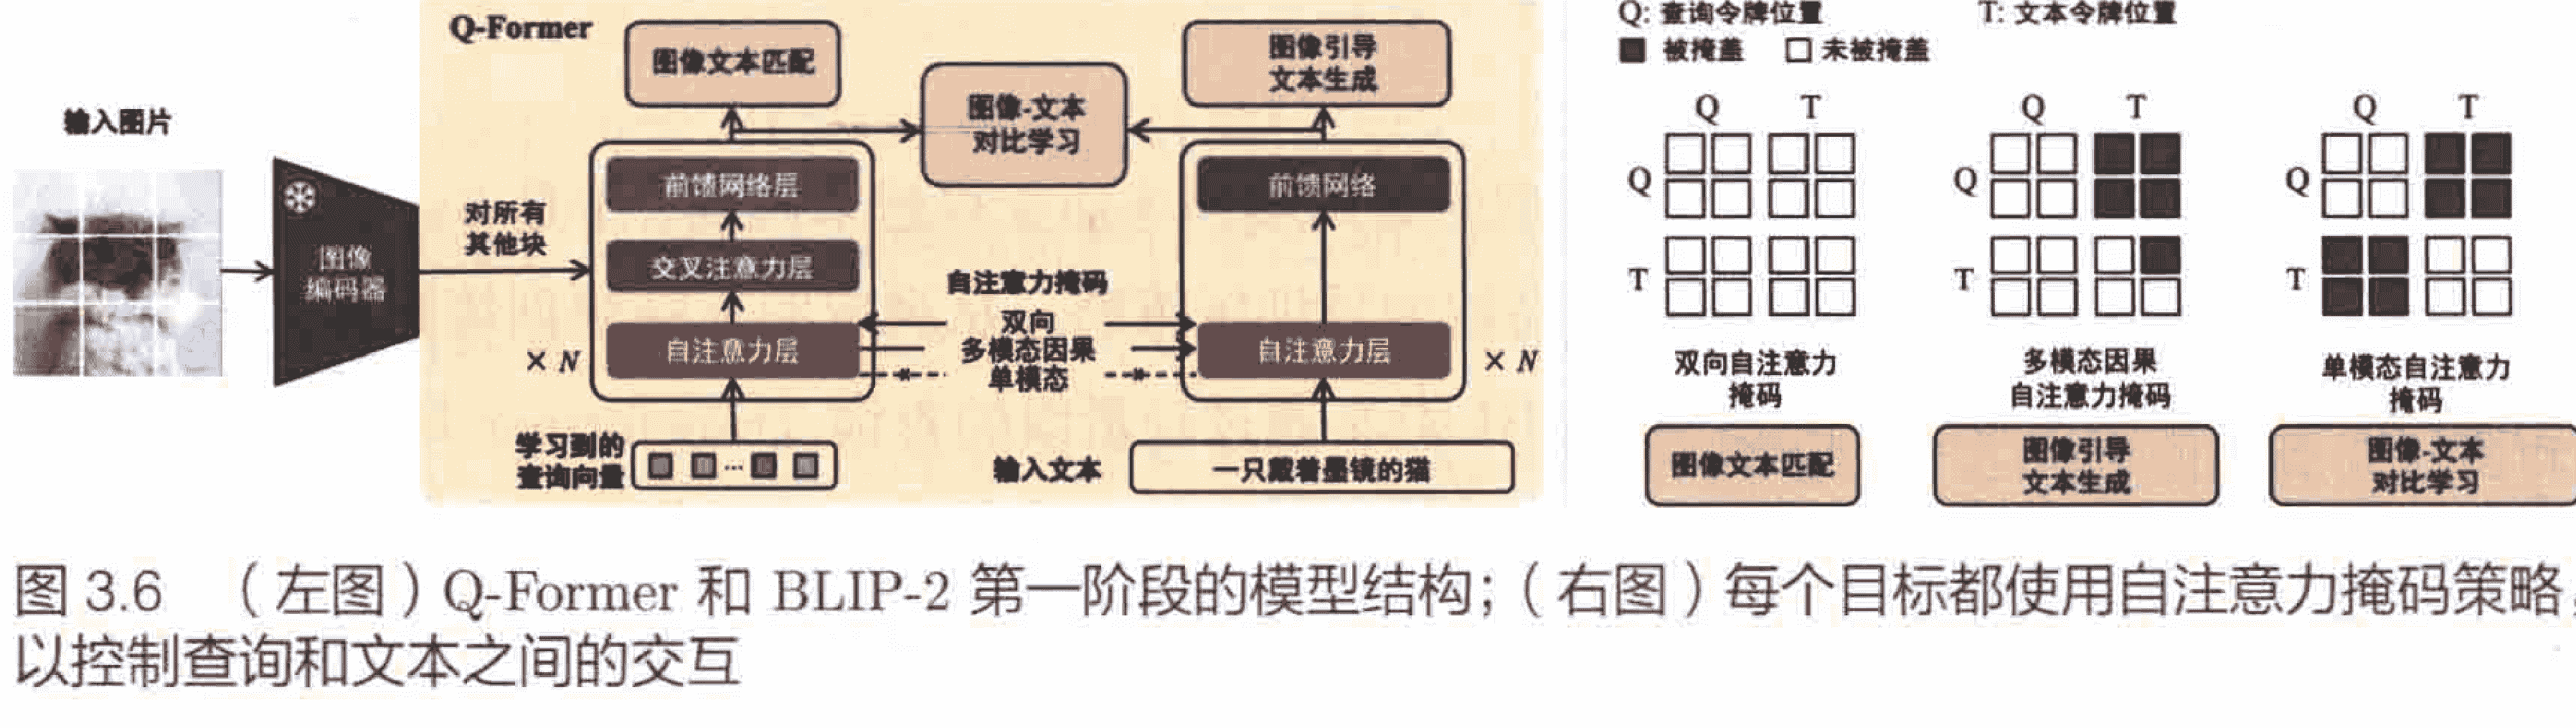 输入图片
图像
编码器
对所有
其他块
Q-Former
图像文本匹配
图像-文本
对比学习
图像引导
文本生成
前馈网络层
交叉注意力层
自注意力层
× N
学习到的
查询向量
...
自注意力掩码
双向
多模态因果
单模态
前馈网络
自注意力层
× N
输入文本
一只戴着墨镜的猫
Q: 查询令牌位置 T: 文本令牌位置
被掩盖 未被掩盖
Q T
Q
T
双向自注意力
掩码
图像文本匹配
Q T
Q
T
多模态因果
自注意力掩码
图像引导
文本生成
Q T
Q
T
单模态自注意力
掩码
图像-文本
对比学习
图 3.6 （左图）Q-Former 和 BLIP-2 第一阶段的模型结构；（右图）每个目标都使用自注意力掩码策略，
以控制查询和文本之间的交互